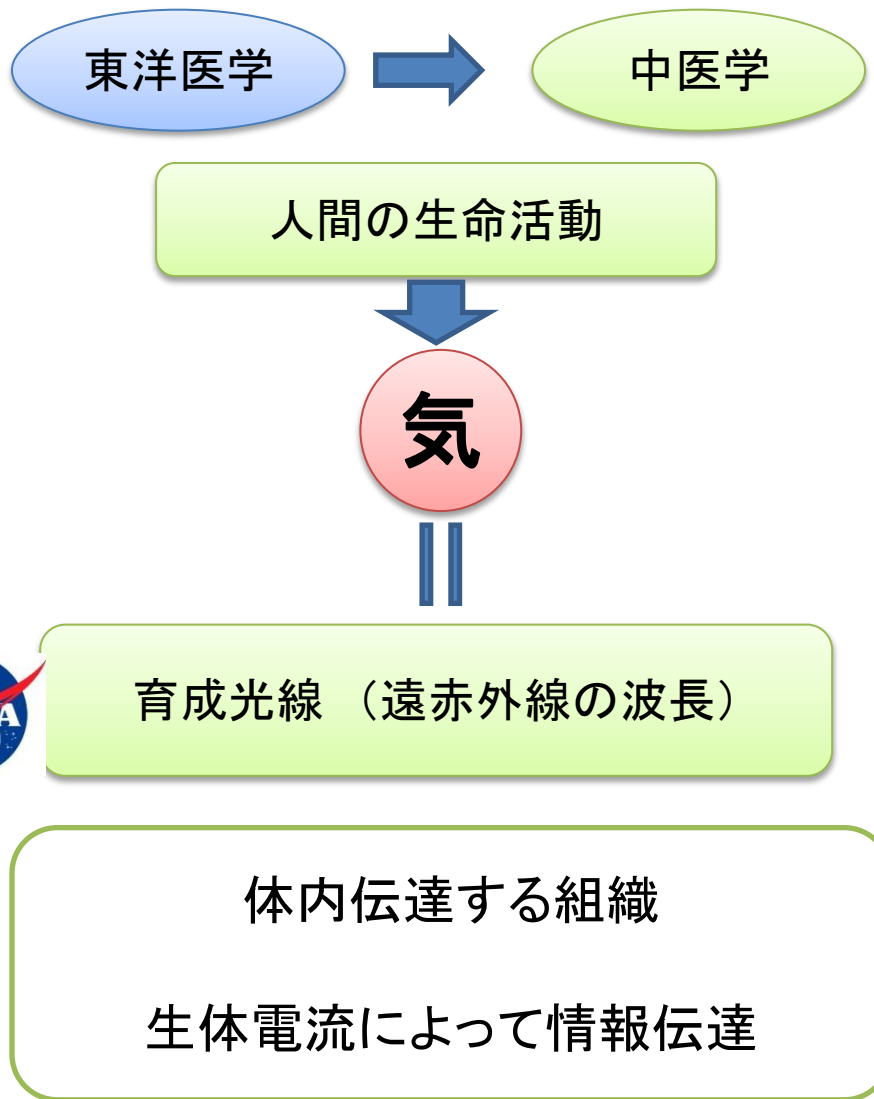 東洋医学
中医学
人間の生命活動
気
育成光線 （遠赤外線の波長）
体内伝達する組織
生体電流によって情報伝達